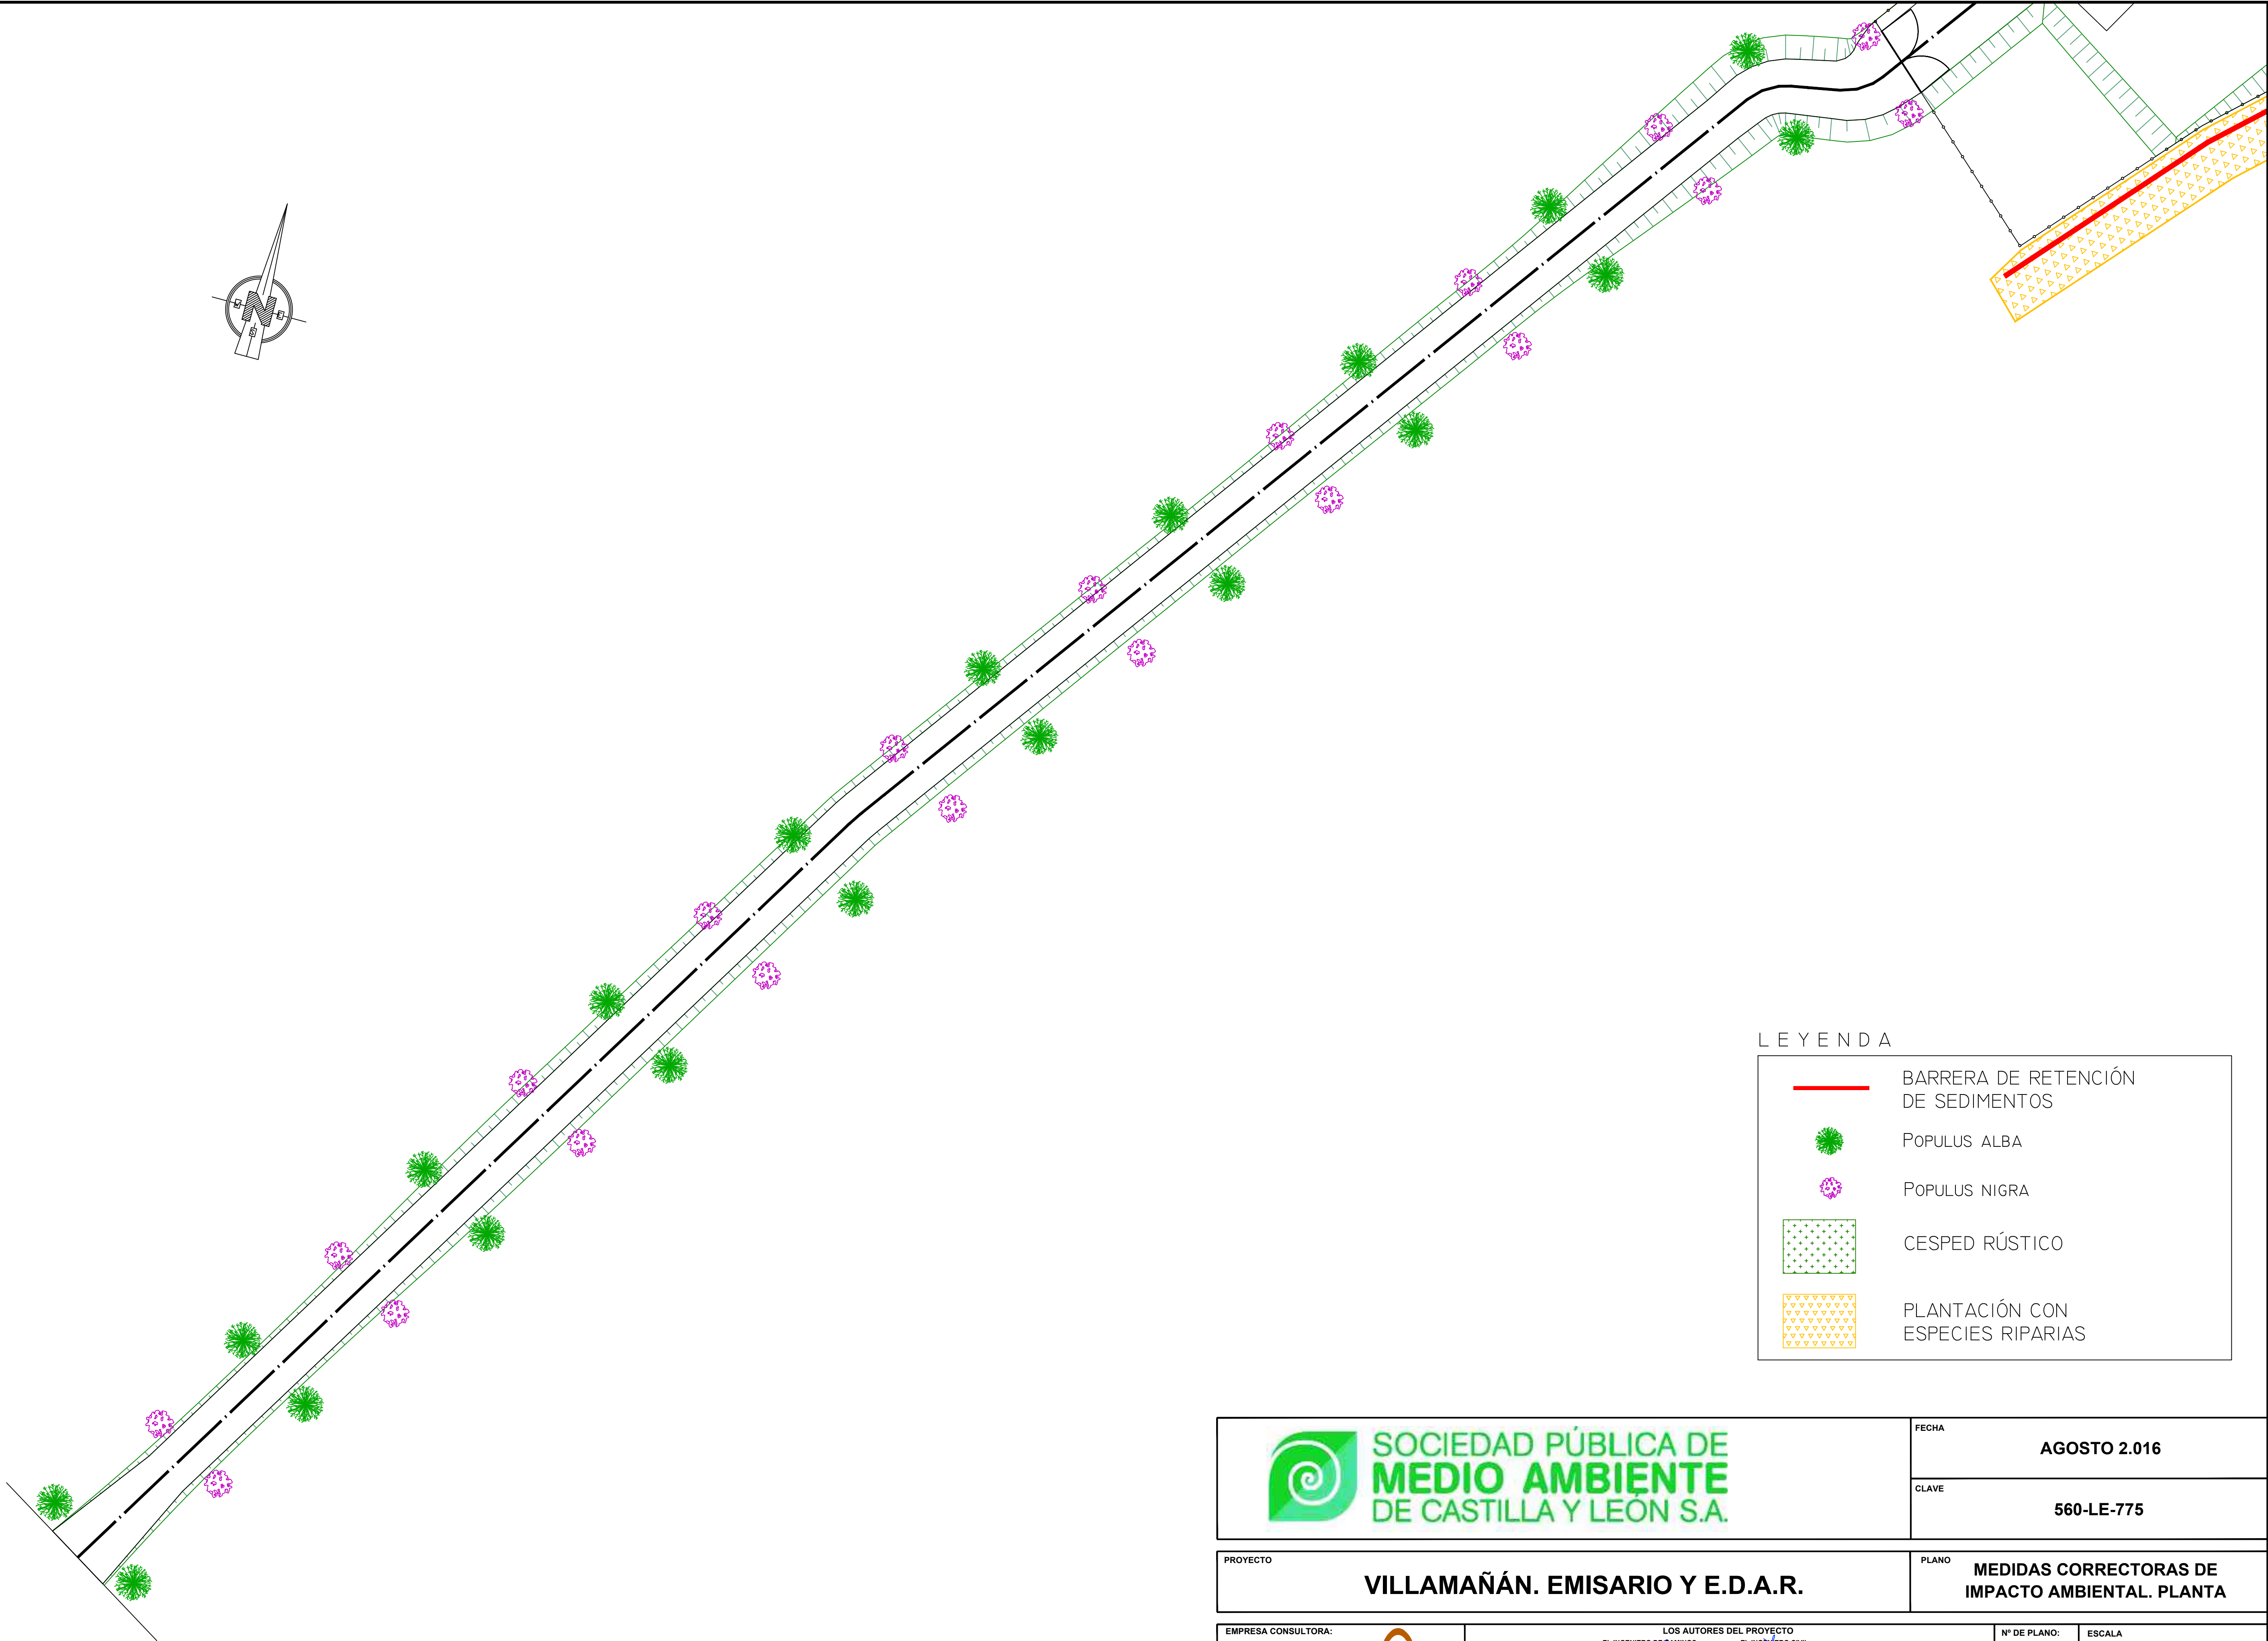 N
LEYENDA
BARRERA DE RETENCIÓN
DE SEDIMENTOS
POPULUS ALBA
POPULUS NIGRA
CESPED RÚSTICO
PLANTACIÓN CON
ESPECIES RIPARIAS
SOCIEDAD PÚBLICA DE
MEDIO AMBIENTE
DE CASTILLA Y LEÓN S.A.
FECHA
AGOSTO 2.016
CLAVE
560-LE-775
PROYECTO
VILLAMAÑÁN. EMISARIO Y E.D.A.R.
PLANO
MEDIDAS CORRECTORAS DE
IMPACTO AMBIENTAL. PLANTA
EMPRESA CONSULTORA:
LOS AUTORES DEL PROYECTO
Nº DE PLANO:
ESCALA